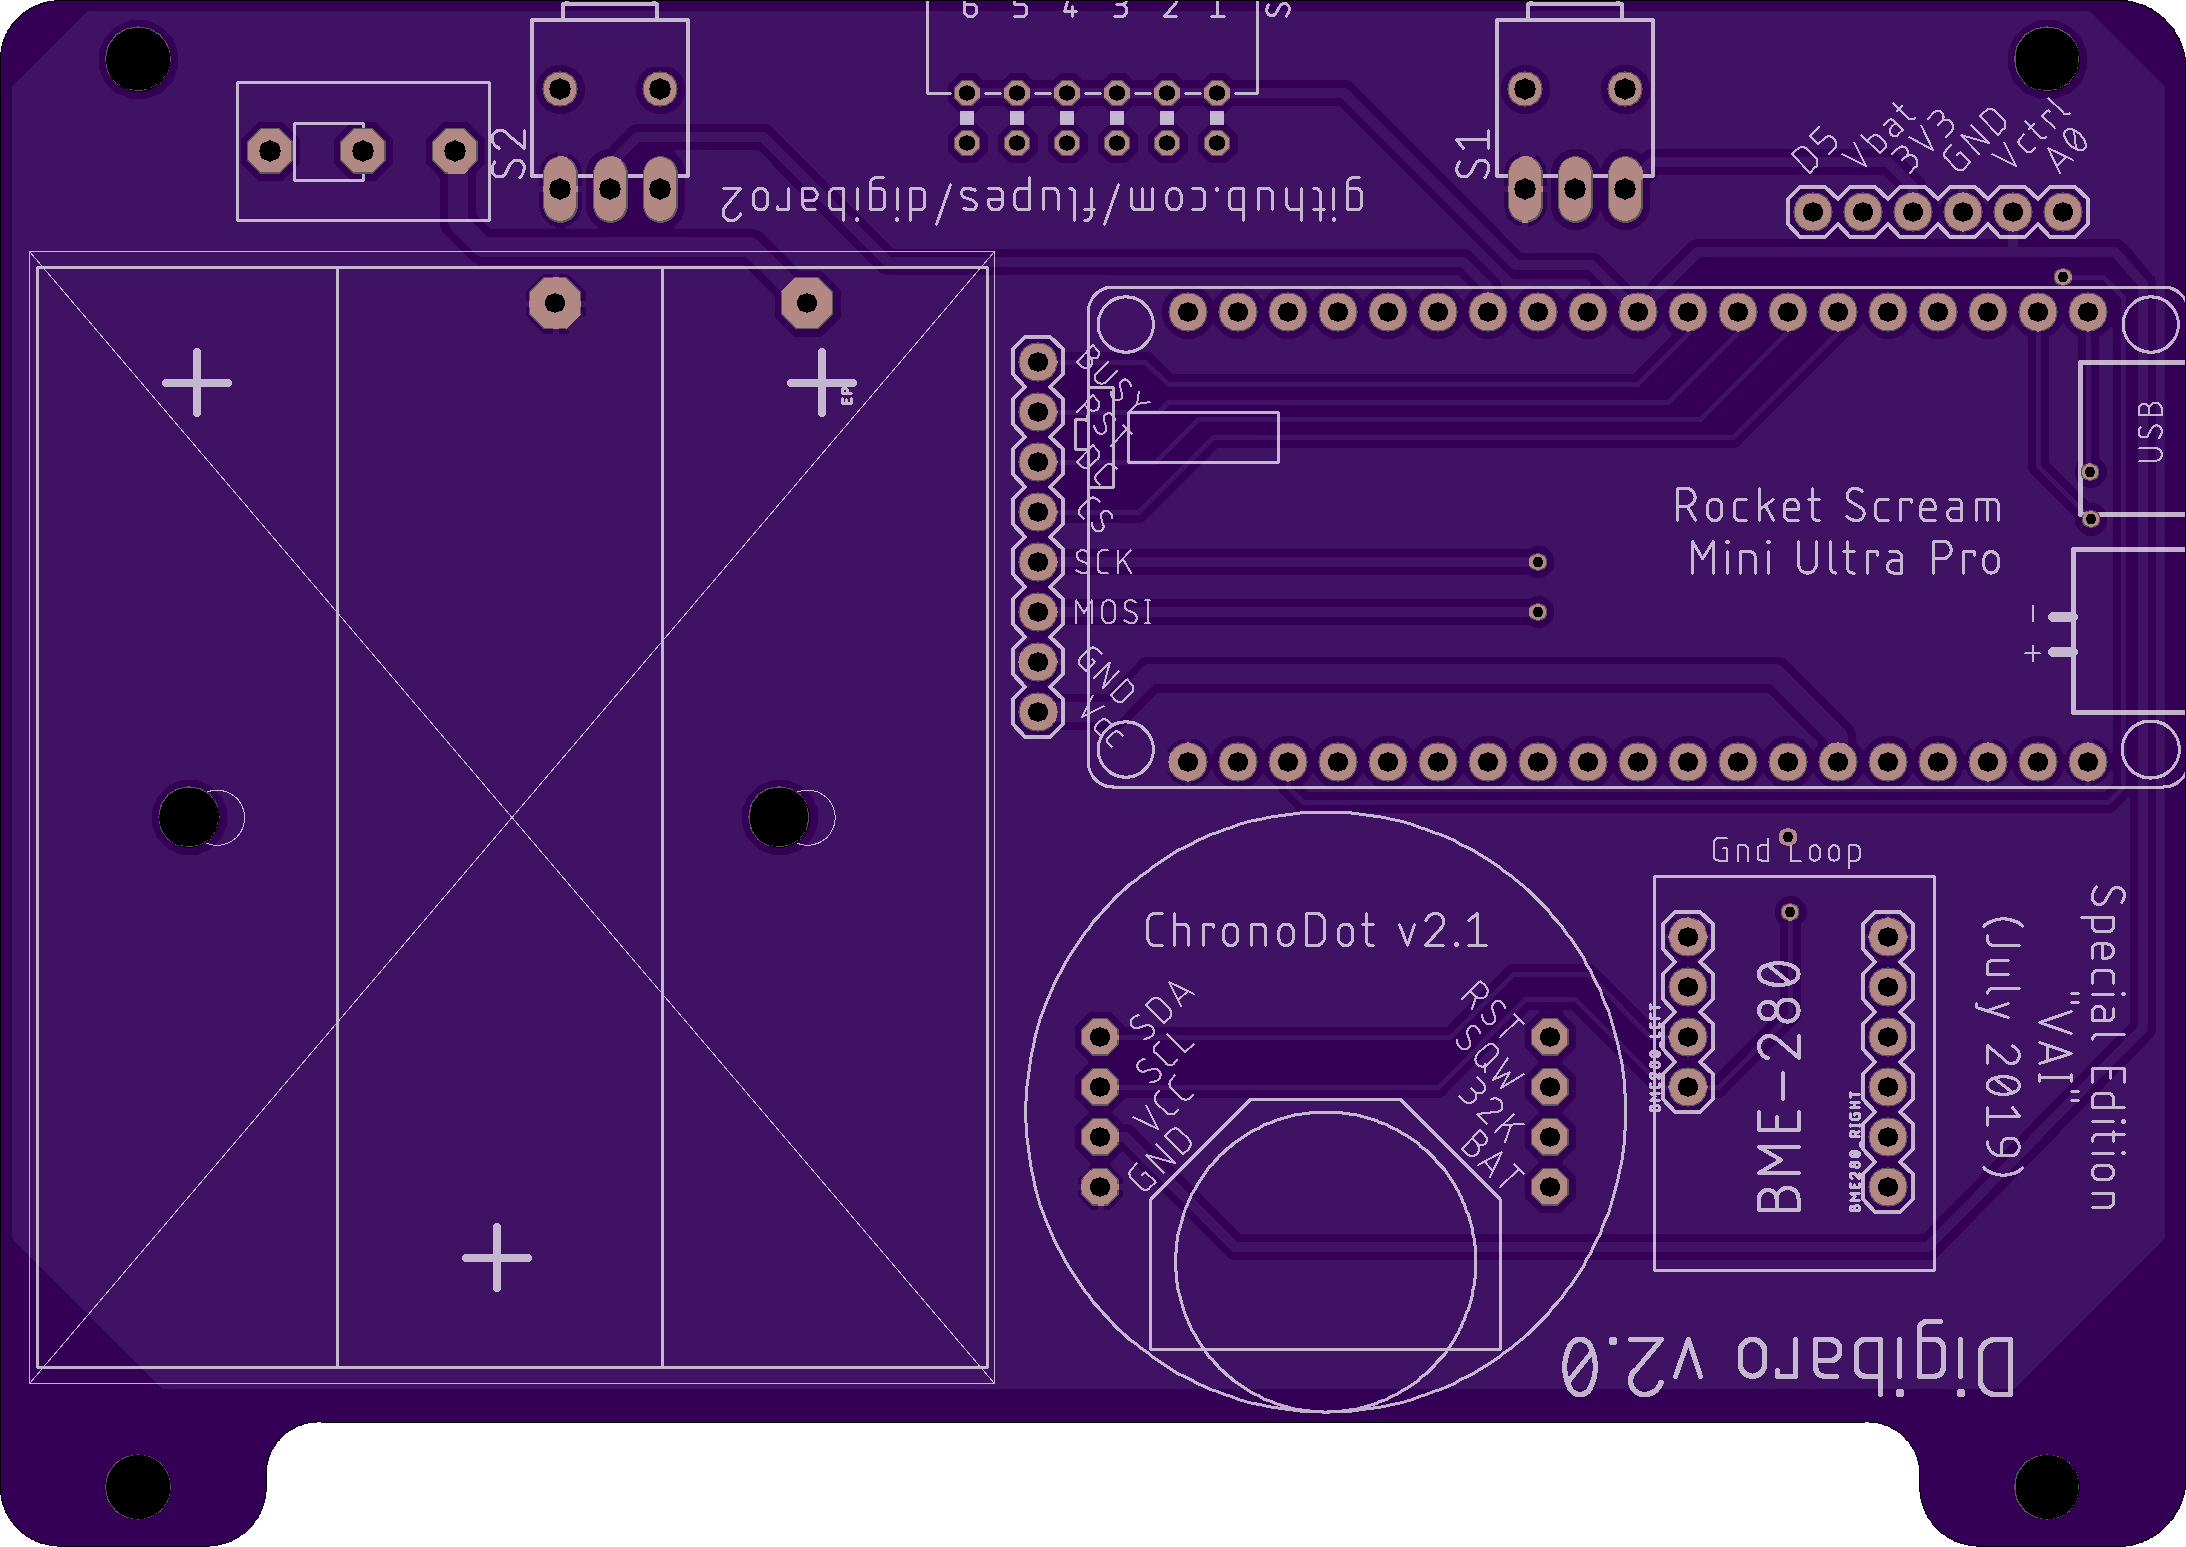 6 5 4 3 2 1 S
S2
S1
github.com/flupes/digibaro2
D5
Vbat
3V3
GND
Vctrl
A0
EP
BUSY
RST
DC
CS
SCK
MOSI
GND
VCC
USB
Rocket Scream
Mini Ultra Pro
-
+
Gnd Loop
ChronoDot v2.1
SDA
SCL
VCC
GND
RST
SQW
32K
BAT
BME280_LEFT
BME-280
BME280_RIGHT
Special Edition
"VAI"
(July 2019)
Digibaro v2.0